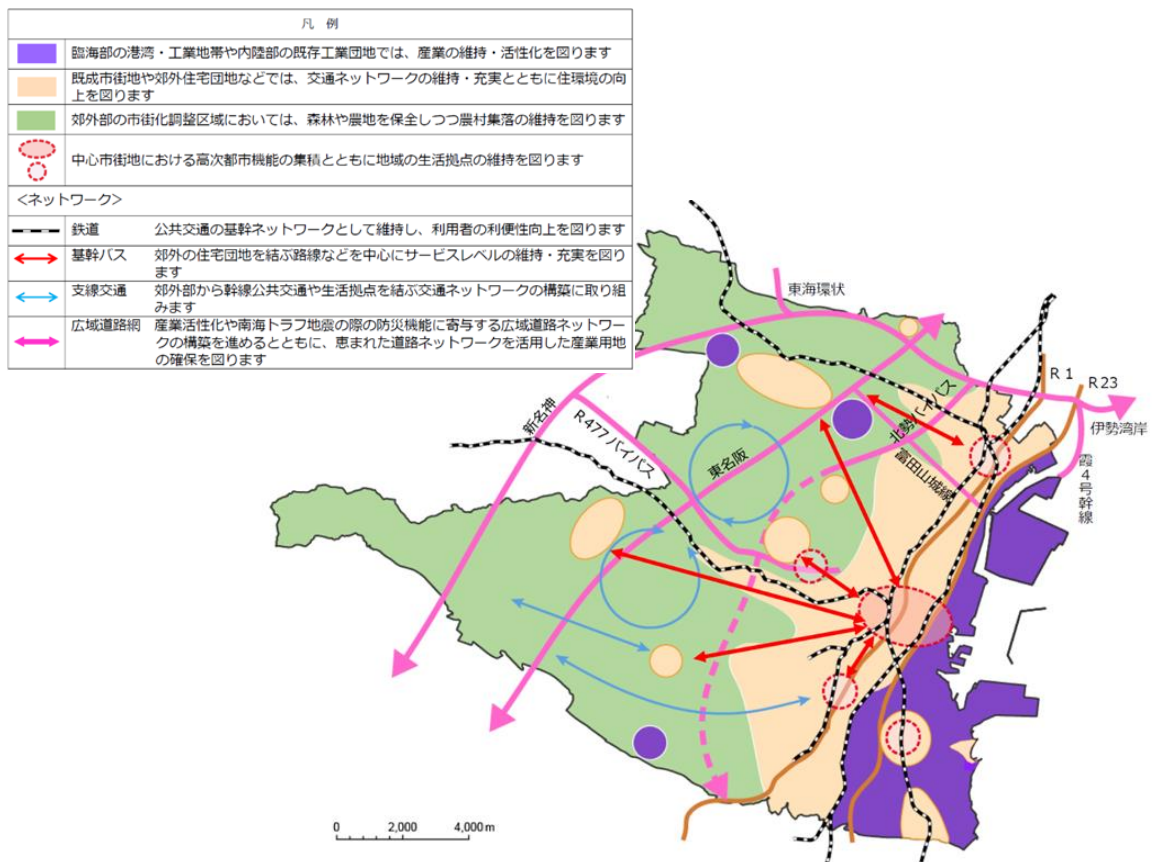 凡 例
臨海部の港湾・工業地帯や内陸部の既存工業団地では、産業の維持・活性化を図ります
既成市街地や郊外住宅団地などでは、交通ネットワークの維持・充実とともに住環境の向
上を図ります
郊外部の市街化調整区域においては、森林や農地を保全しつつ農村集落の維持を図ります
中心市街地における高次都市機能の集積とともに地域の生活拠点の維持を図ります
<ネットワーク>
鉄道 公共交通の基幹ネットワークとして維持し、利用者の利便性向上を図ります
基幹バス 郊外の住宅団地を結ぶ路線などを中心にサービスレベルの維持・充実を図り
ます
支線交通 郊外部から幹線公共交通や生活拠点を結ぶ交通ネットワークの構築に取り組
みます
広域道路網 産業活性化や南海トラフ地震の際の防災機能に寄与する広域道路ネットワー
クの構築を進めるとともに、恵まれた道路ネットワークを活用した産業用地
の確保を図ります
東海環状
R 1
R 23
伊勢湾岸
新名神
R477 バイパス
東名阪
北勢バイパス
富田山城線
霞4号幹線
0 2,000 4,000 m